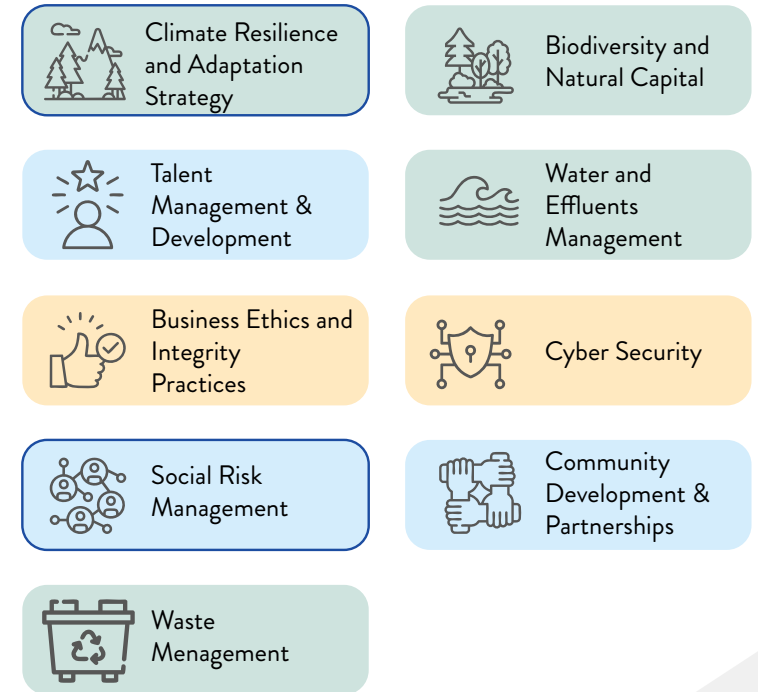 Climate Resilience
and Adaptation
Strategy
Biodiversity and
Natural Capital
Talent
Management &
Development
Water and
Effluents
Management
Business Ethics and
Integrity
Practices
Cyber Security
Social Risk
Management
Community
Development &
Partnerships
Waste
Menagement